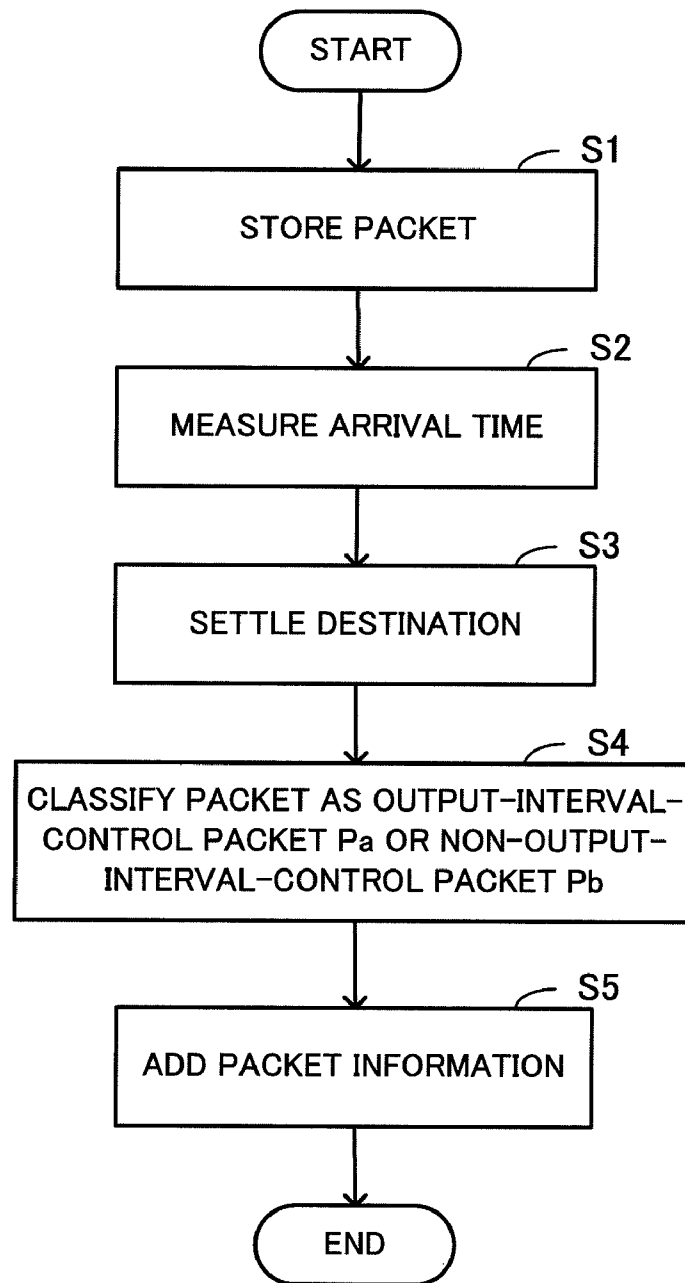 START
S1
STORE PACKET
S2
MEASURE ARRIVAL TIME
S3
SETTLE DESTINATION
S4
CLASSIFY PACKET AS OUTPUT-INTERVAL-
CONTROL PACKET Pa OR NON-OUTPUT-
INTERVAL-CONTROL PACKET Pb
S5
ADD PACKET INFORMATION
END